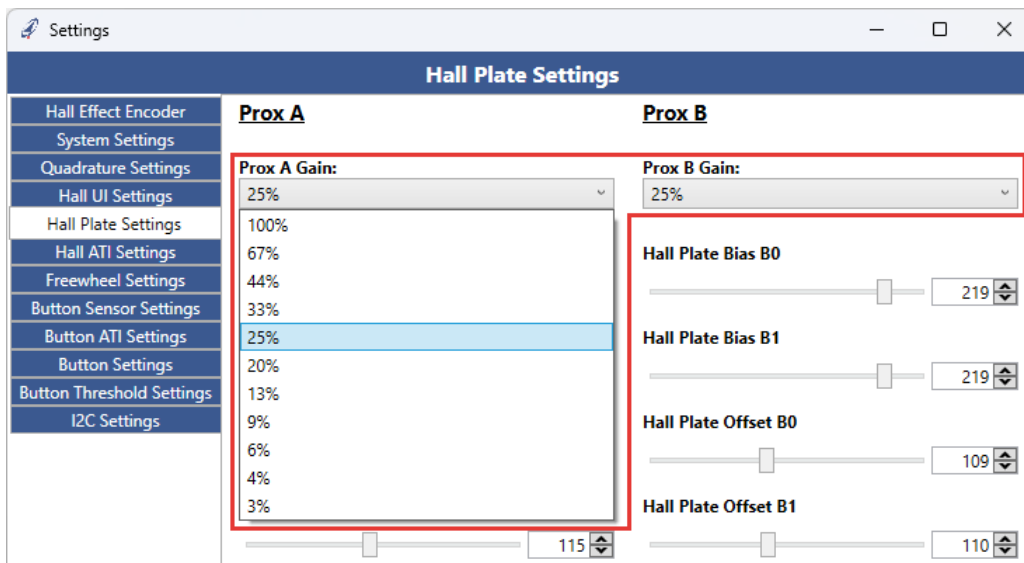 Settings
Hall Plate Settings
Hall Effect Encoder
System Settings
Quadrature Settings
Hall UI Settings
Hall Plate Settings
Hall ATI Settings
Freewheel Settings
Button Sensor Settings
Button ATI Settings
Button Settings
Button Threshold Settings
I2C Settings
Prox A
Prox A Gain:
25%
100%
67%
44%
33%
25%
20%
13%
9%
6%
4%
3%
115
Prox B
Prox B Gain:
25%
Hall Plate Bias B0
219
Hall Plate Bias B1
219
Hall Plate Offset B0
109
Hall Plate Offset B1
110